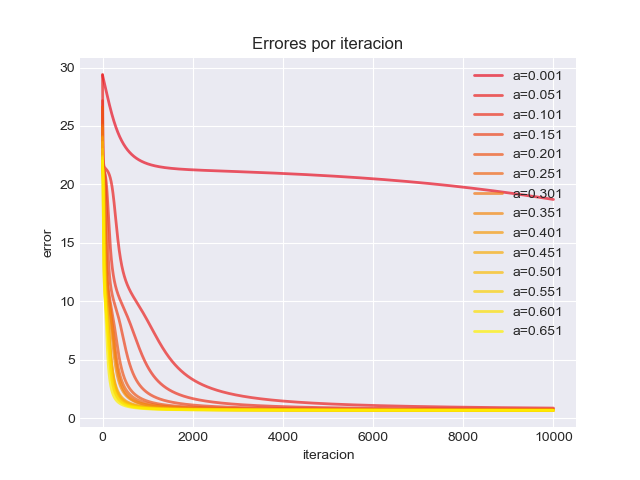 Errores por iteracion
error
30
25
20
15
10
5
0
a=0.001
a=0.051
a=0.101
a=0.151
a=0.201
a=0.251
a=0.301
a=0.351
a=0.401
a=0.451
a=0.501
a=0.551
a=0.601
a=0.651
0 2000 4000 6000 8000 10000
iteracion